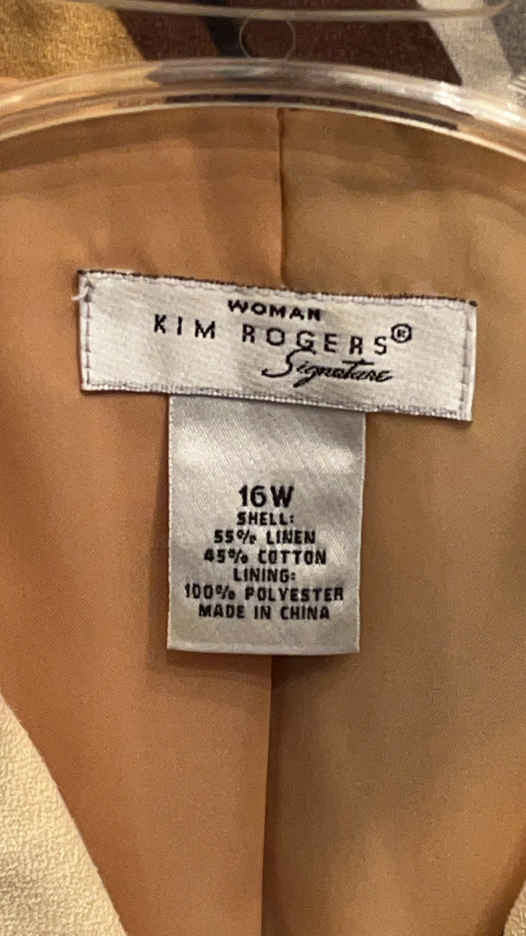 WOMAN
KIM ROGERS®
Signature
16W
SHELL:
55% LINEN
45% COTTON
LINING:
100% POLYESTER
MADE IN CHINA